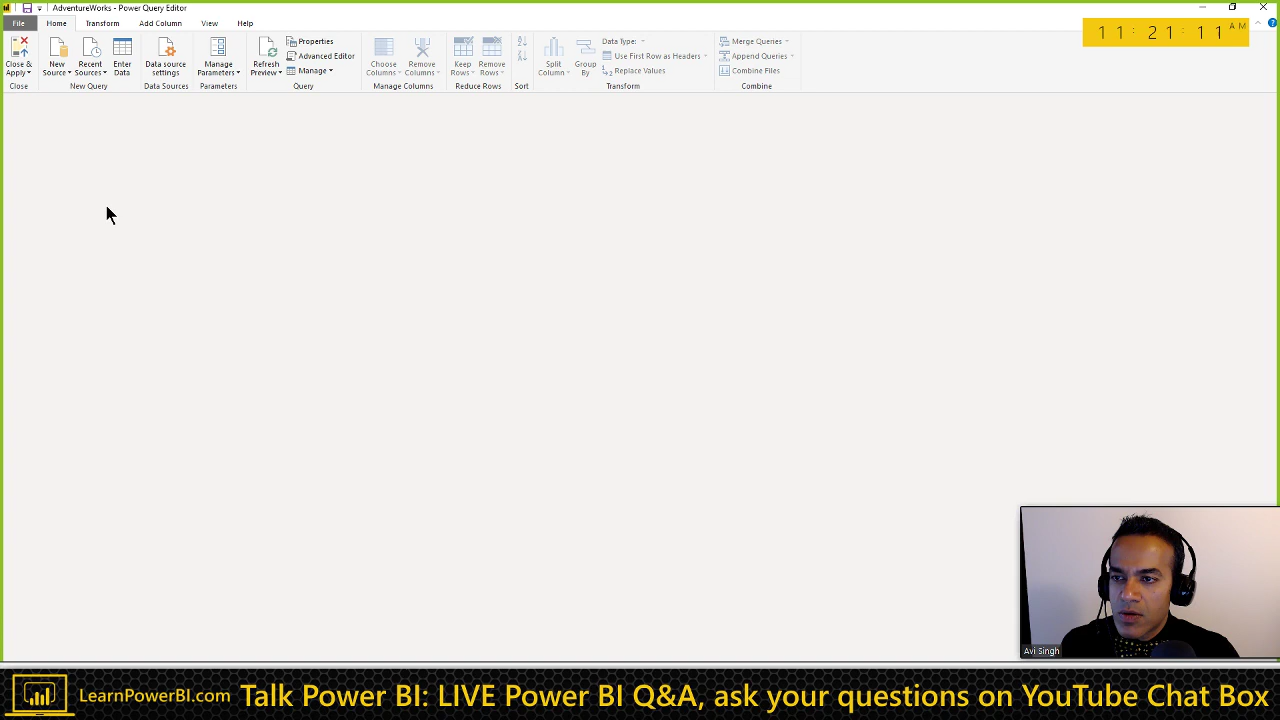 AdventureWorks - Power Query Editor
File
Home
Transform
Add Column
View
Help
11:21:11 AM
Close & Apply
New Source
Recent Sources
Enter Data
Data source settings
Manage Parameters
Refresh Preview
Properties
Advanced Editor
Manage
Choose Columns
Remove Columns
Keep Rows
Remove Rows
Split Column
Group By
Data Type:
Use First Row as Headers
Replace Values
Merge Queries
Append Queries
Combine Files
Close
New Query
Data Sources
Parameters
Query
Manage Columns
Reduce Rows
Sort
Transform
Combine
Avi Singh
LearnPowerBI.com
Talk Power BI: LIVE Power BI Q&A, ask your questions on YouTube Chat Box